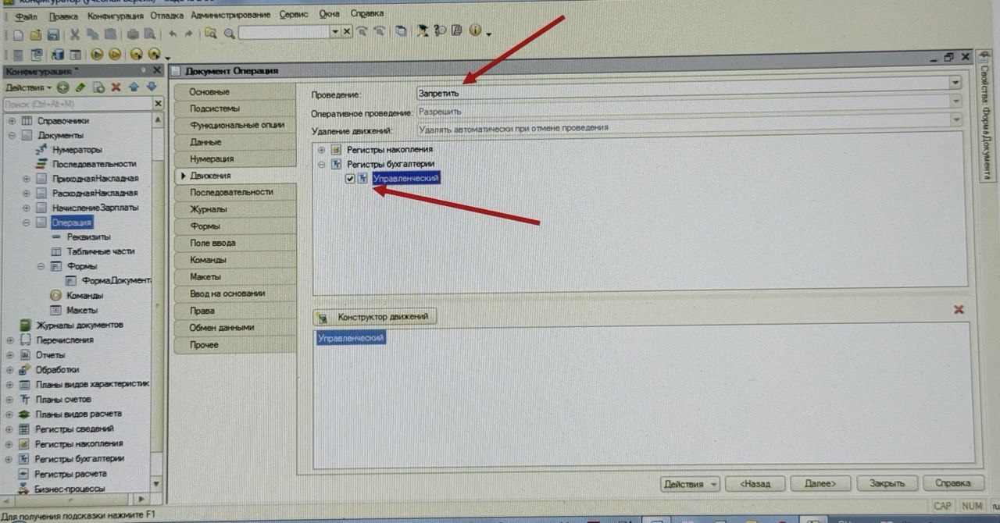 Конфигуратор (учебная версия)
Файл Правка Конфигурация Отладка Администрирование Сервис Окна Справка
Конфигурация *
Действия
Поиск (Ctrl+Alt+M)
Справочники
Документы
Нумераторы
Последовательности
ПриходнаяНакладная
РасходнаяНакладная
НачислениеЗарплаты
Операция
Реквизиты
Табличные части
Формы
ФормаДокумента
Команды
Макеты
Журналы документов
Перечисления
Отчеты
Обработки
Планы видов характеристик
Планы счетов
Планы видов расчета
Регистры сведений
Регистры накопления
Регистры бухгалтерии
Регистры расчета
Бизнес-процессы
Документ Операция
Основные
Подсистемы
Функциональные опции
Данные
Нумерация
Движения
Последовательности
Журналы
Формы
Поле ввода
Команды
Макеты
Ввод на основании
Права
Обмен данными
Прочее
Проведение: Запретить
Оперативное проведение: Разрешить
Удаление движений: Удалять автоматически при отмене проведения
Регистры накопления
Регистры бухгалтерии
Управленческий
Конструктор движений
Управленческий
Действия <Назад Далее> Закрыть Справка
Свойства: ФормаДокумента
Для получения подсказки нажмите F1
CAP NUM